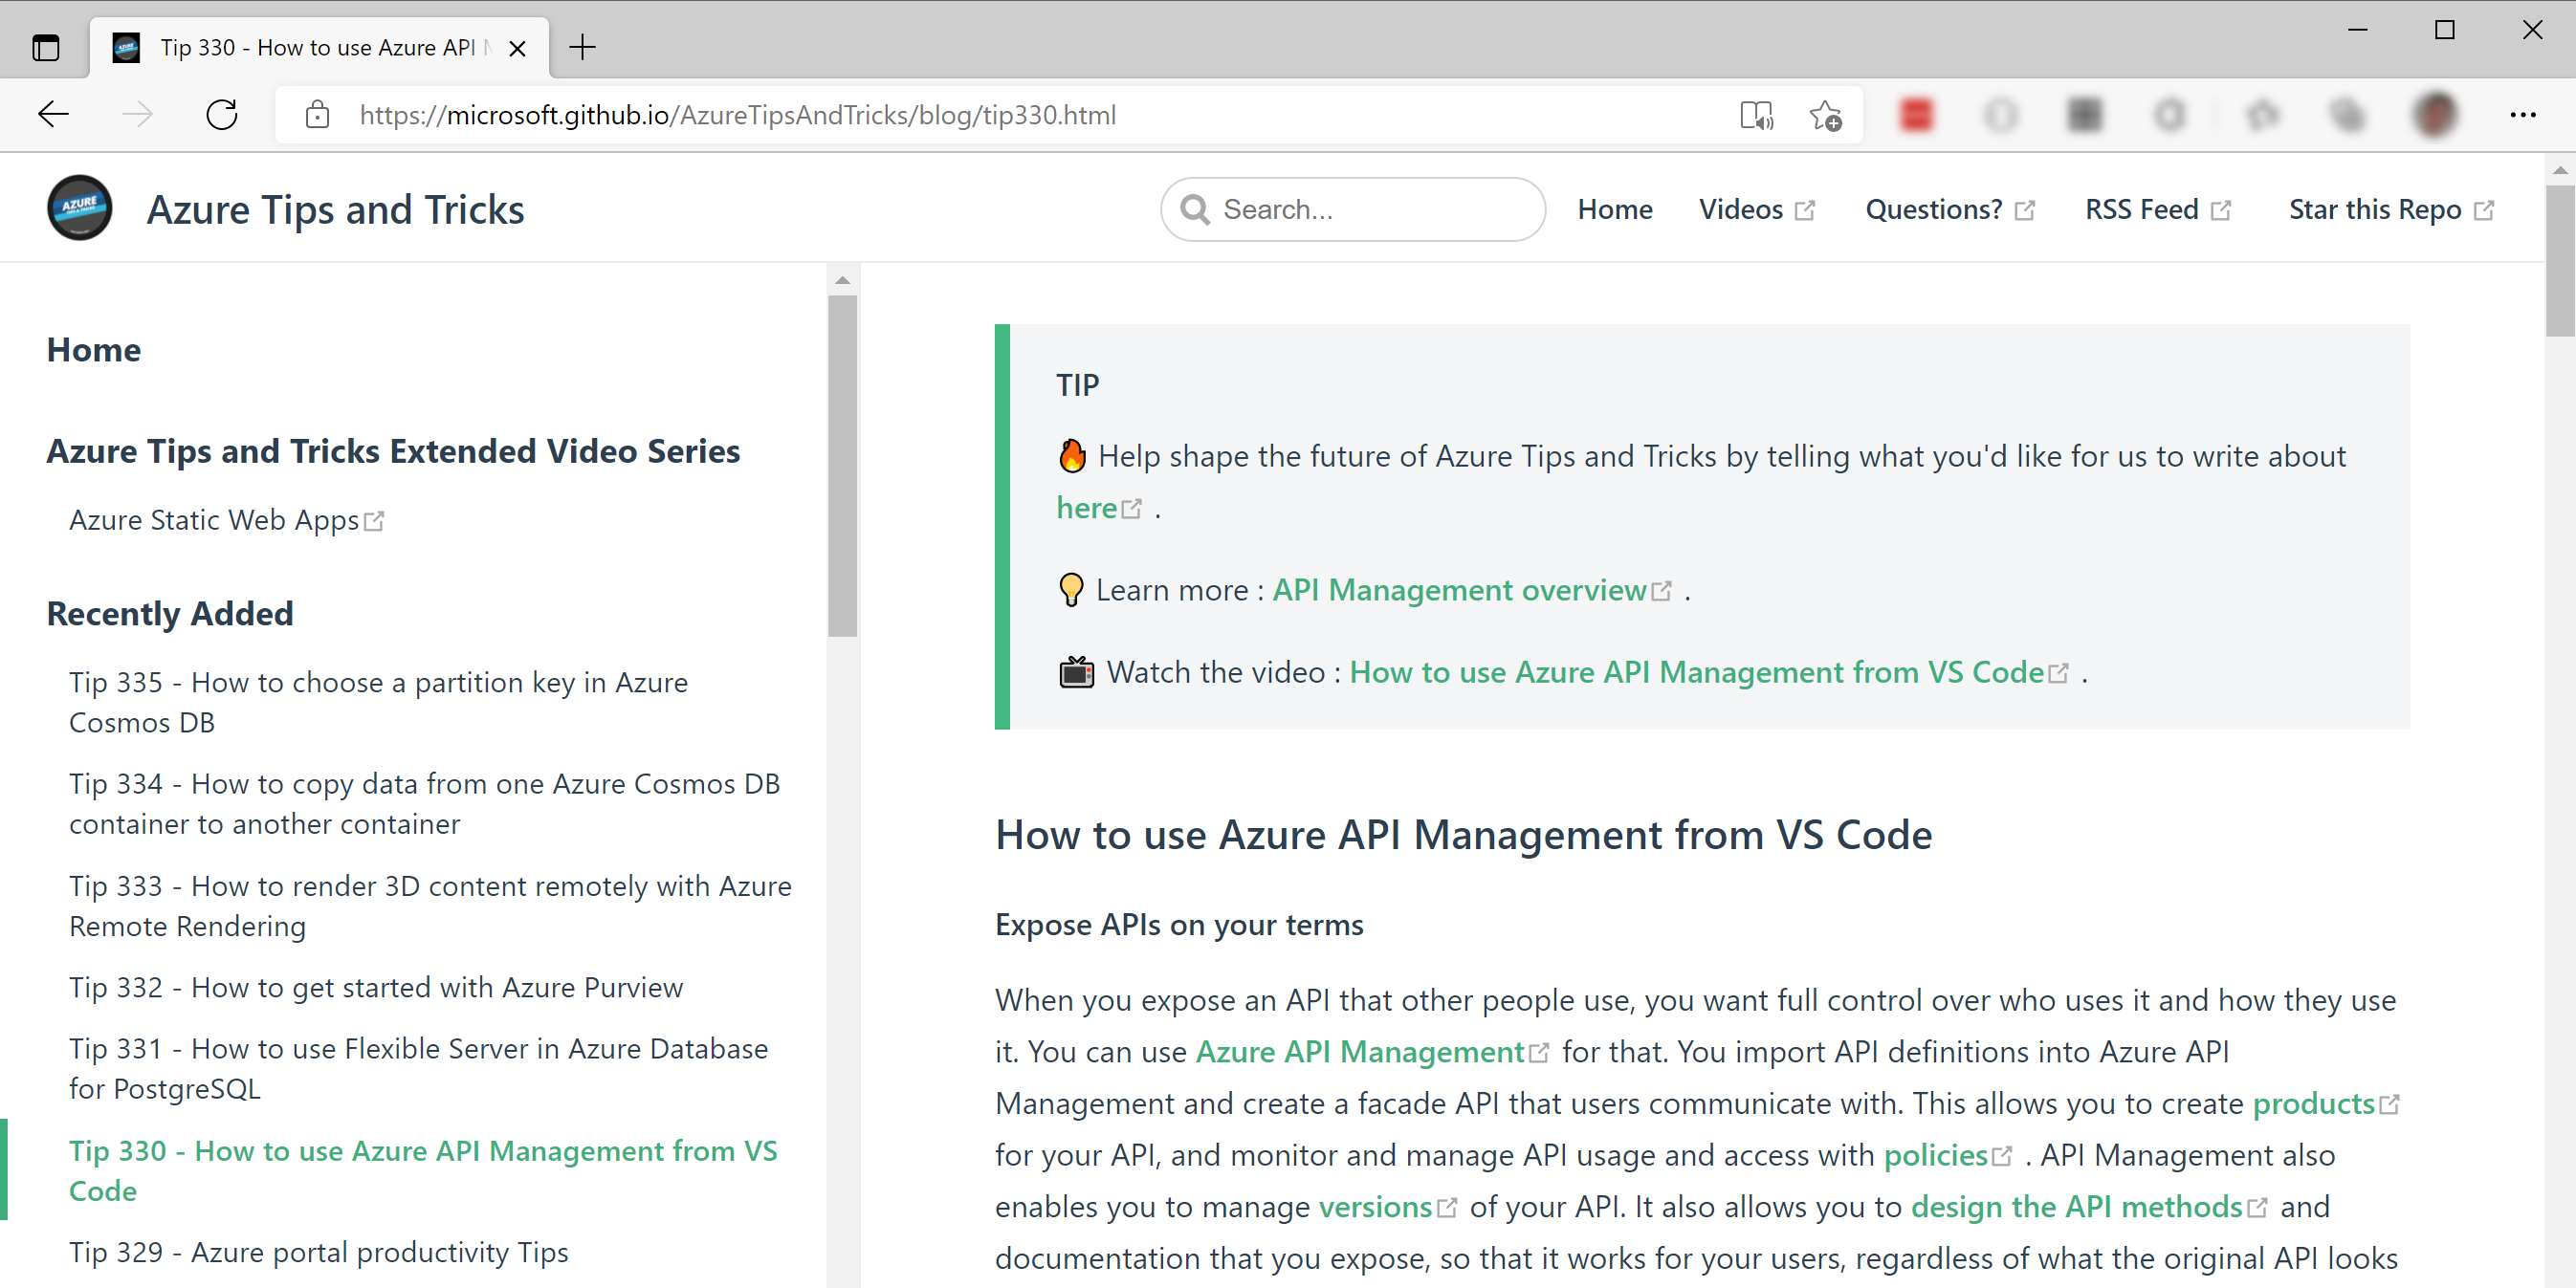 Tip 330 - How to use Azure API
https://microsoft.github.io/AzureTipsAndTricks/blog/tip330.html
AZURE
Azure Tips and Tricks
Search...
Home
Videos
Questions?
RSS Feed
Star this Repo
Home
Azure Tips and Tricks Extended Video Series
Azure Static Web Apps
Recently Added
Tip 335 - How to choose a partition key in Azure
Cosmos DB
Tip 334 - How to copy data from one Azure Cosmos DB
container to another container
Tip 333 - How to render 3D content remotely with Azure
Remote Rendering
Tip 332 - How to get started with Azure Purview
Tip 331 - How to use Flexible Server in Azure Database
for PostgreSQL
Tip 330 - How to use Azure API Management from VS
Code
Tip 329 - Azure portal productivity Tips
TIP
🔥 Help shape the future of Azure Tips and Tricks by telling what you'd like for us to write about
here .
💡 Learn more : API Management overview .
📺 Watch the video : How to use Azure API Management from VS Code .
How to use Azure API Management from VS Code
Expose APIs on your terms
When you expose an API that other people use, you want full control over who uses it and how they use
it. You can use Azure API Management for that. You import API definitions into Azure API
Management and create a facade API that users communicate with. This allows you to create products
for your API, and monitor and manage API usage and access with policies . API Management also
enables you to manage versions of your API. It also allows you to design the API methods and
documentation that you expose, so that it works for your users, regardless of what the original API looks